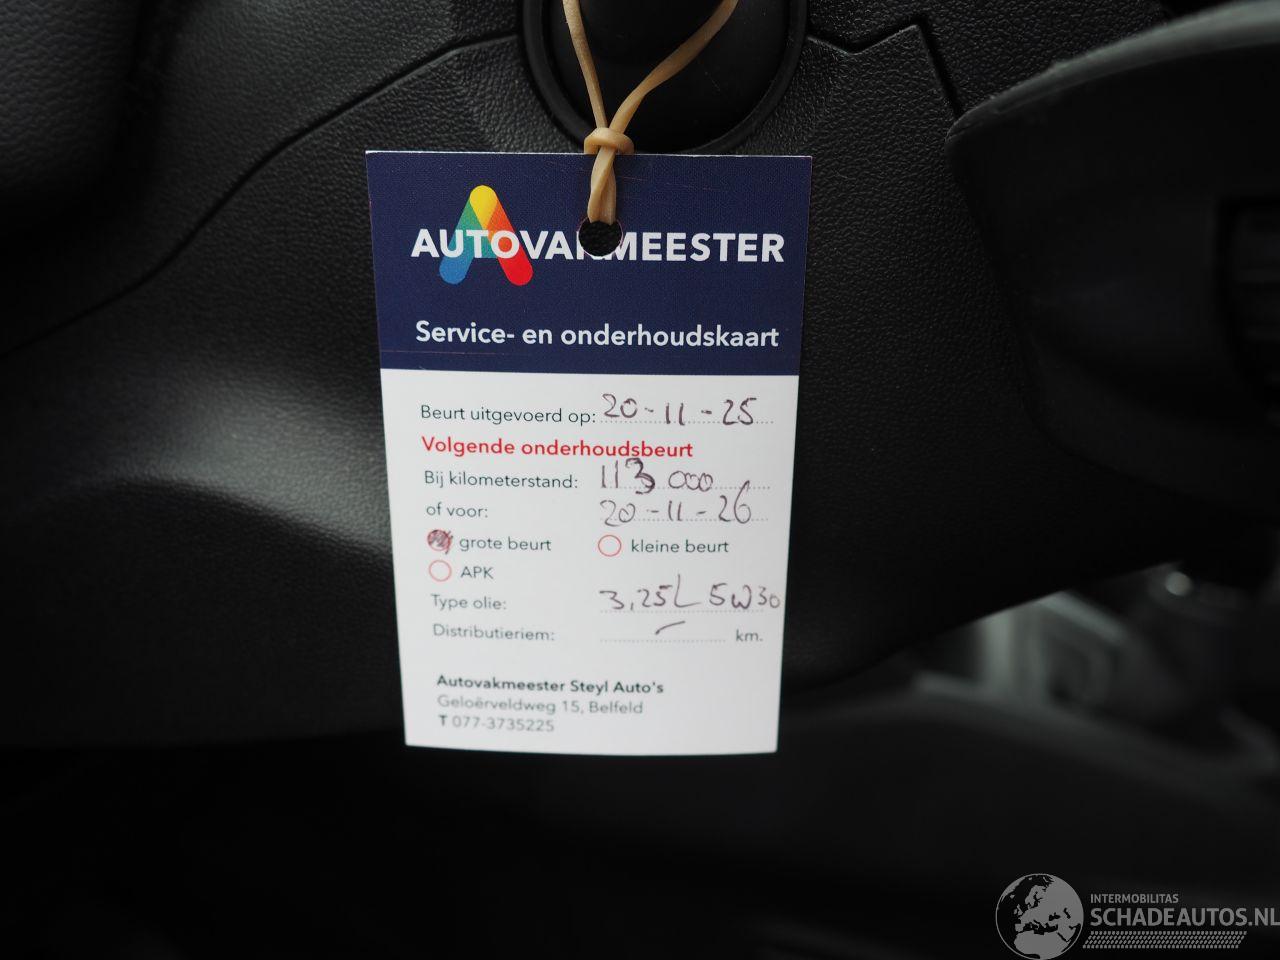 AUTOVAKMEESTER
Service- en onderhoudskaart
Beurt uitgevoerd op: 20-11-25
Volgende onderhoudsbeurt
Bij kilometerstand: 113 000
of voor: 20-11-26
grote beurt kleine beurt
APK
Type olie: 3,25L 5W30
Distributieriem: - km.
Autovakmeester Steyl Auto's
Geloërveldweg 15, Belfeld
T 077-3735225
INTERMOBILITAS
SCHADEAUTOS.NL